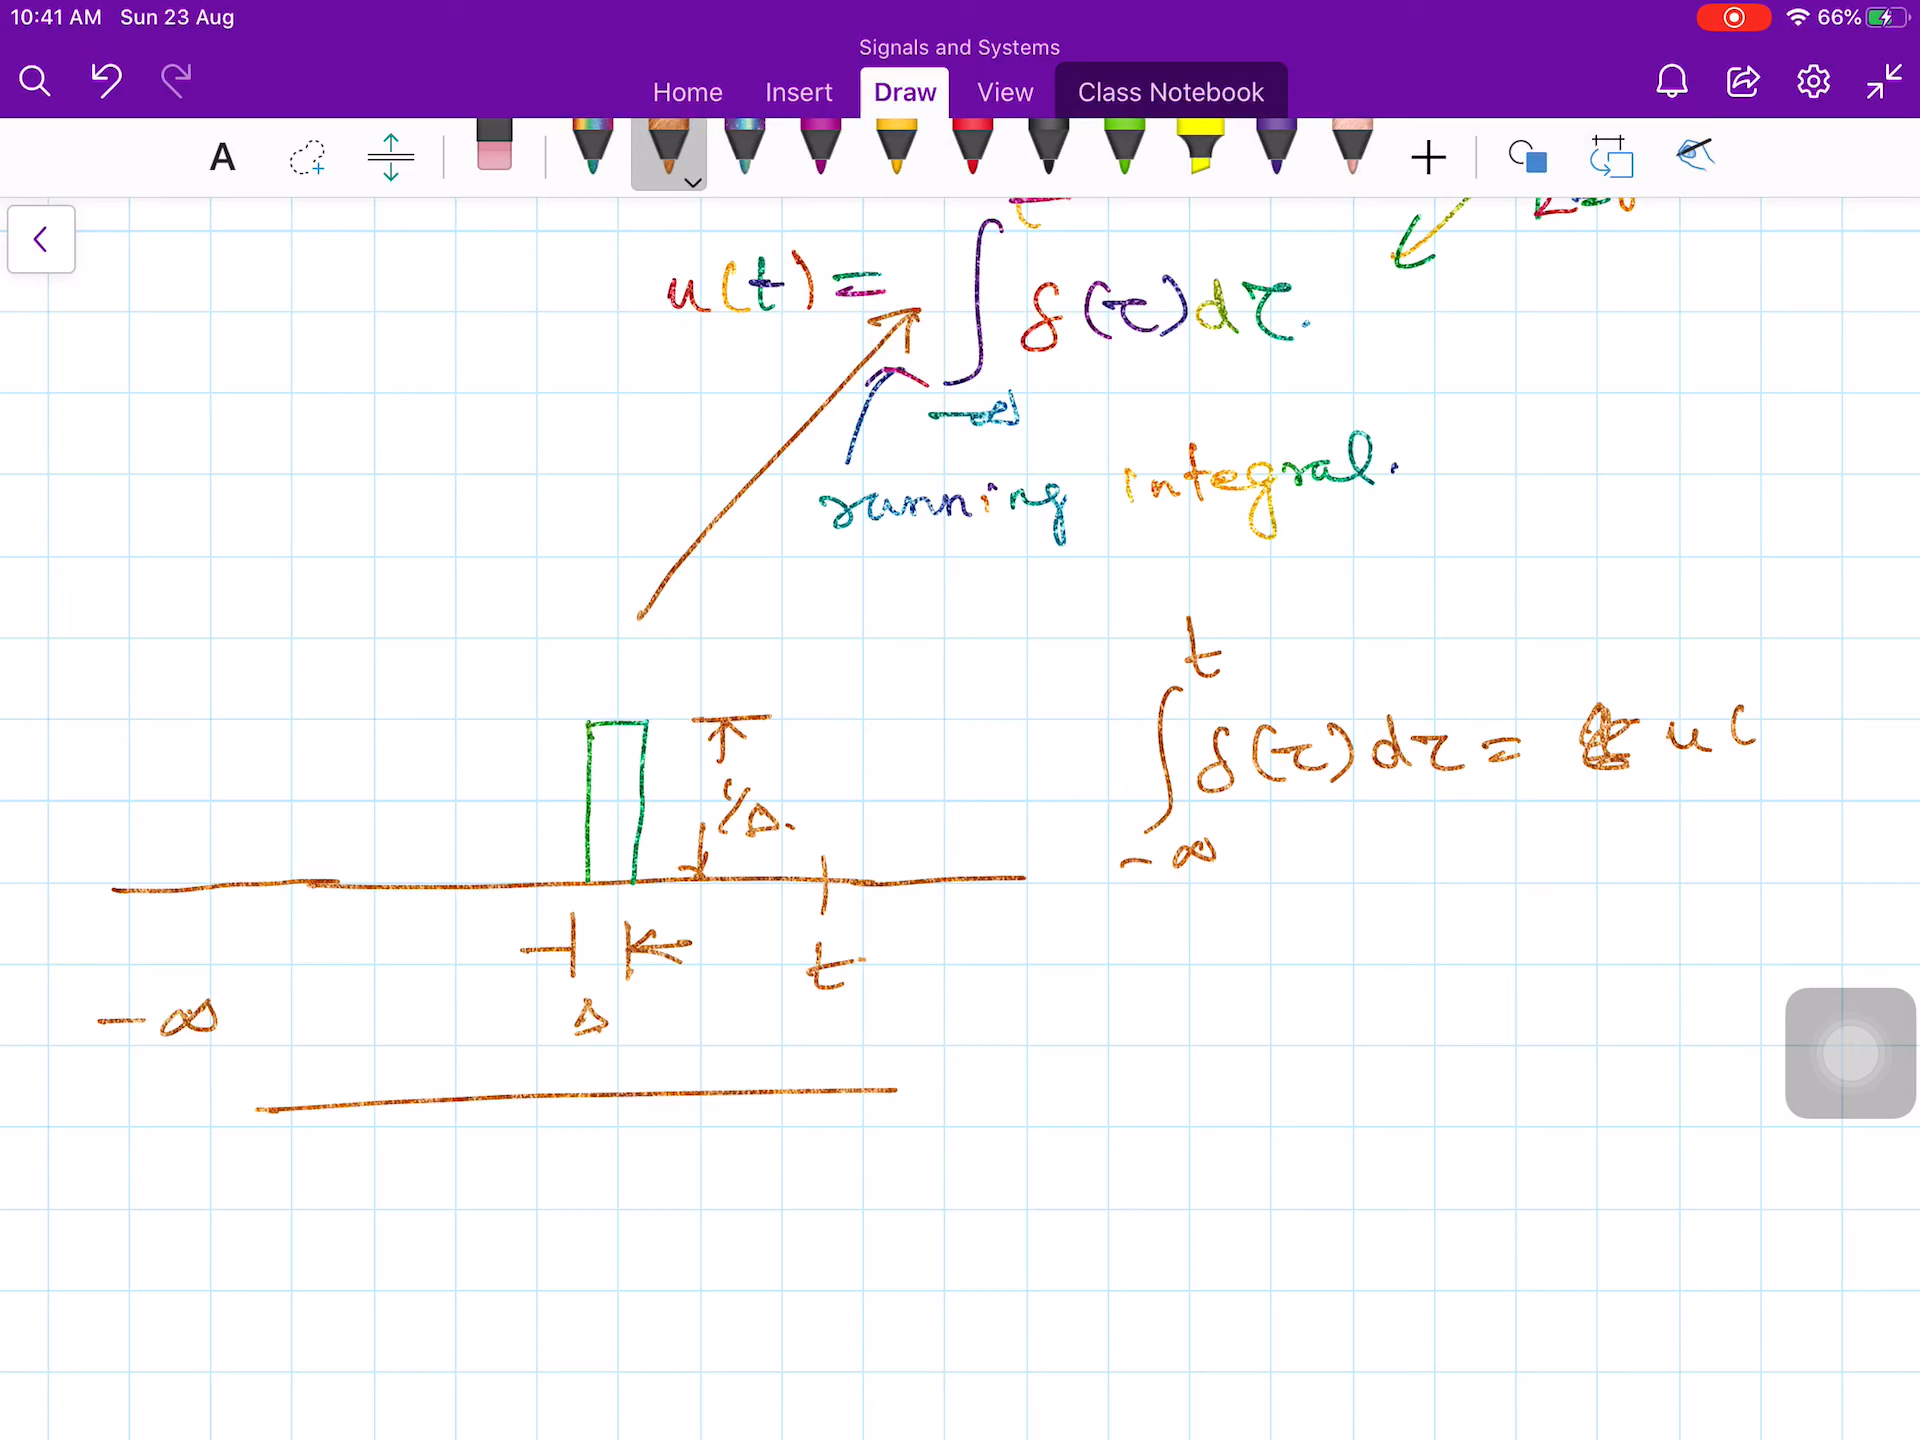 10:41 AM Sun 23 Aug
66%
Signals and Systems
Home Insert Draw View Class Notebook
A
t
u(t) = ∫ δ(τ)dτ.
-∞
running integral.
t
∫ δ(τ)dτ = u(
-∞
1/Δ.
t
-∞ Δ